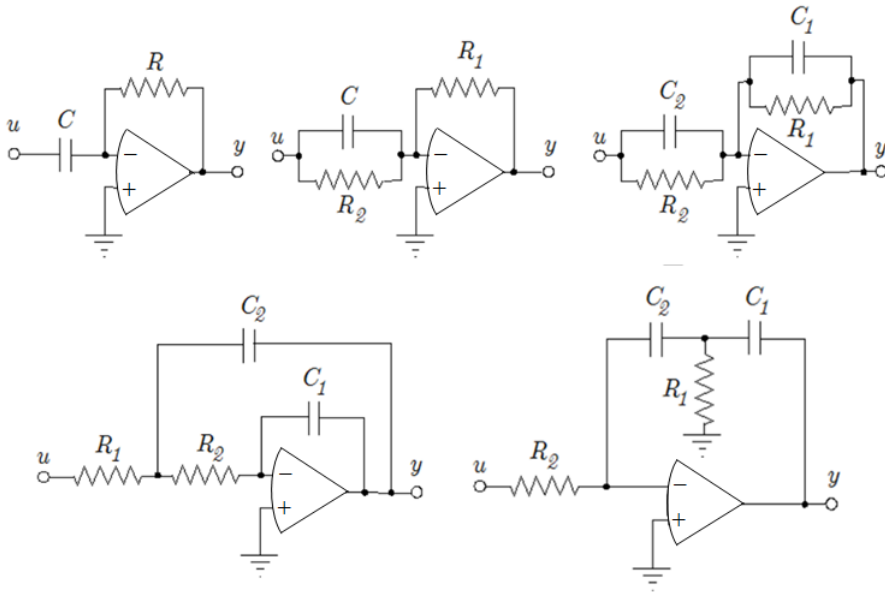 R
u C − + y
R₁
u C − + y
R₂
C₁
C₂ R₁
u − + y
R₂
C₂
C₁
u R₁ R₂ − + y
C₂ C₁
R₁
u R₂ − + y